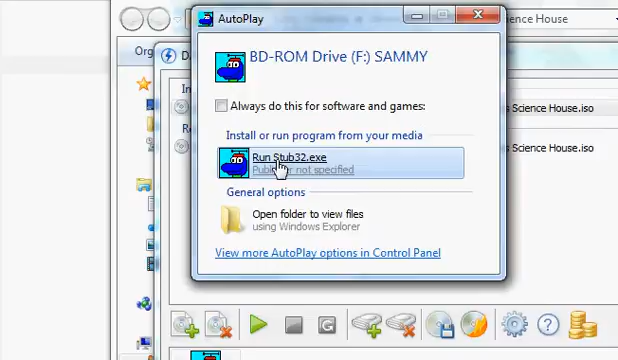 AutoPlay
Science House
Org
D
BD-ROM Drive (F:) SAMMY
Always do this for software and games:
s Science House.iso
Install or run program from your media
Re
s Science House.iso
Run Stub32.exe
Publisher not specified
General options
Open folder to view files
using Windows Explorer
View more AutoPlay options in Control Panel